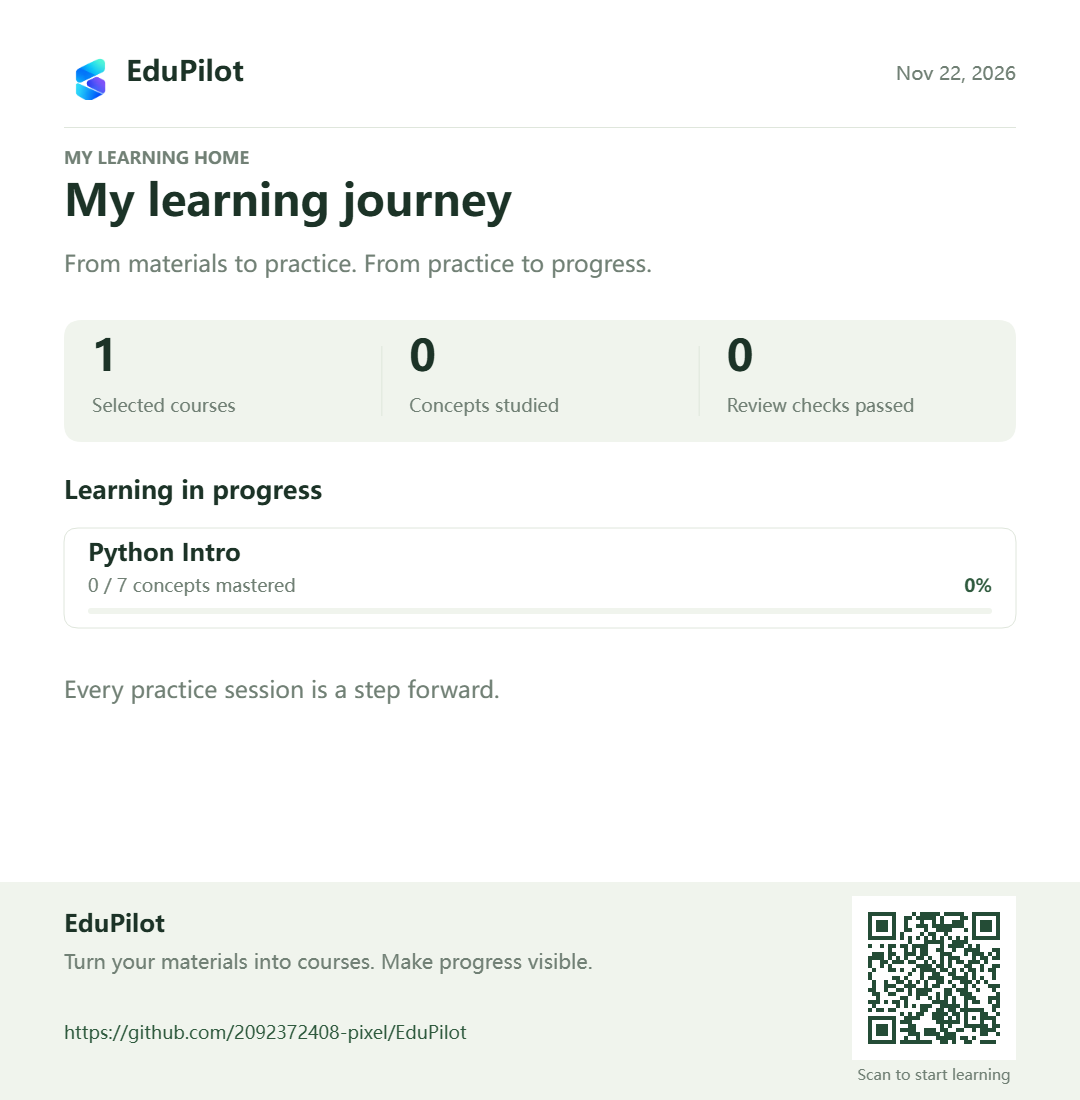 EduPilot
Nov 22, 2026
MY LEARNING HOME
My learning journey
From materials to practice. From practice to progress.
1
Selected courses
0
Concepts studied
0
Review checks passed
Learning in progress
Python Intro
0 / 7 concepts mastered
0%
Every practice session is a step forward.
EduPilot
Turn your materials into courses. Make progress visible.
https://github.com/2092372408-pixel/EduPilot
Scan to start learning